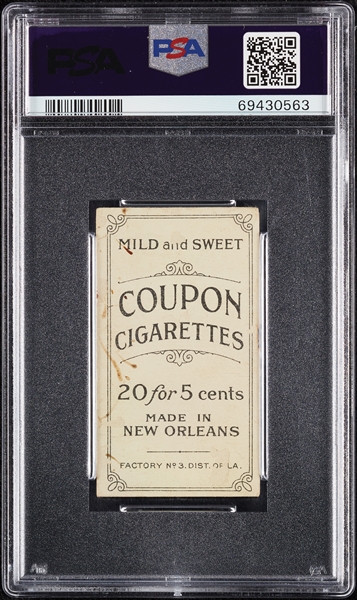 PSA
PSA
69430563
MILD and SWEET
COUPON
CIGARETTES
20 for 5 cents
MADE IN
NEW ORLEANS
FACTORY Nº 3. DIST. OF LA.